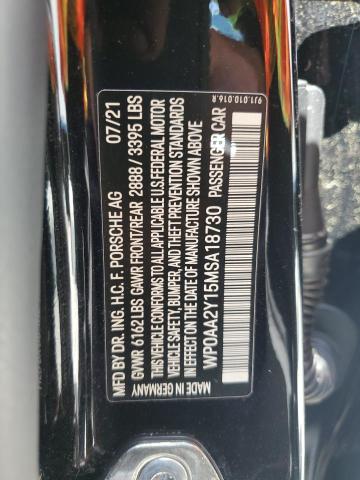 9J1.010.016.R
07/21
MFD BY DR. ING. H.C. F. PORSCHE AG
GVWR 6162 LBS GAWR FRONT/REAR 2888 / 3395 LBS
THIS VEHICLE CONFORMS TO ALL APPLICABLE U.S. FEDERAL MOTOR
VEHICLE SAFETY, BUMPER, AND THEFT PREVENTION STANDARDS
IN EFFECT ON THE DATE OF MANUFACTURE SHOWN ABOVE
WP0AA2Y15MSA18730 PASSENGER CAR
MADE IN GERMANY